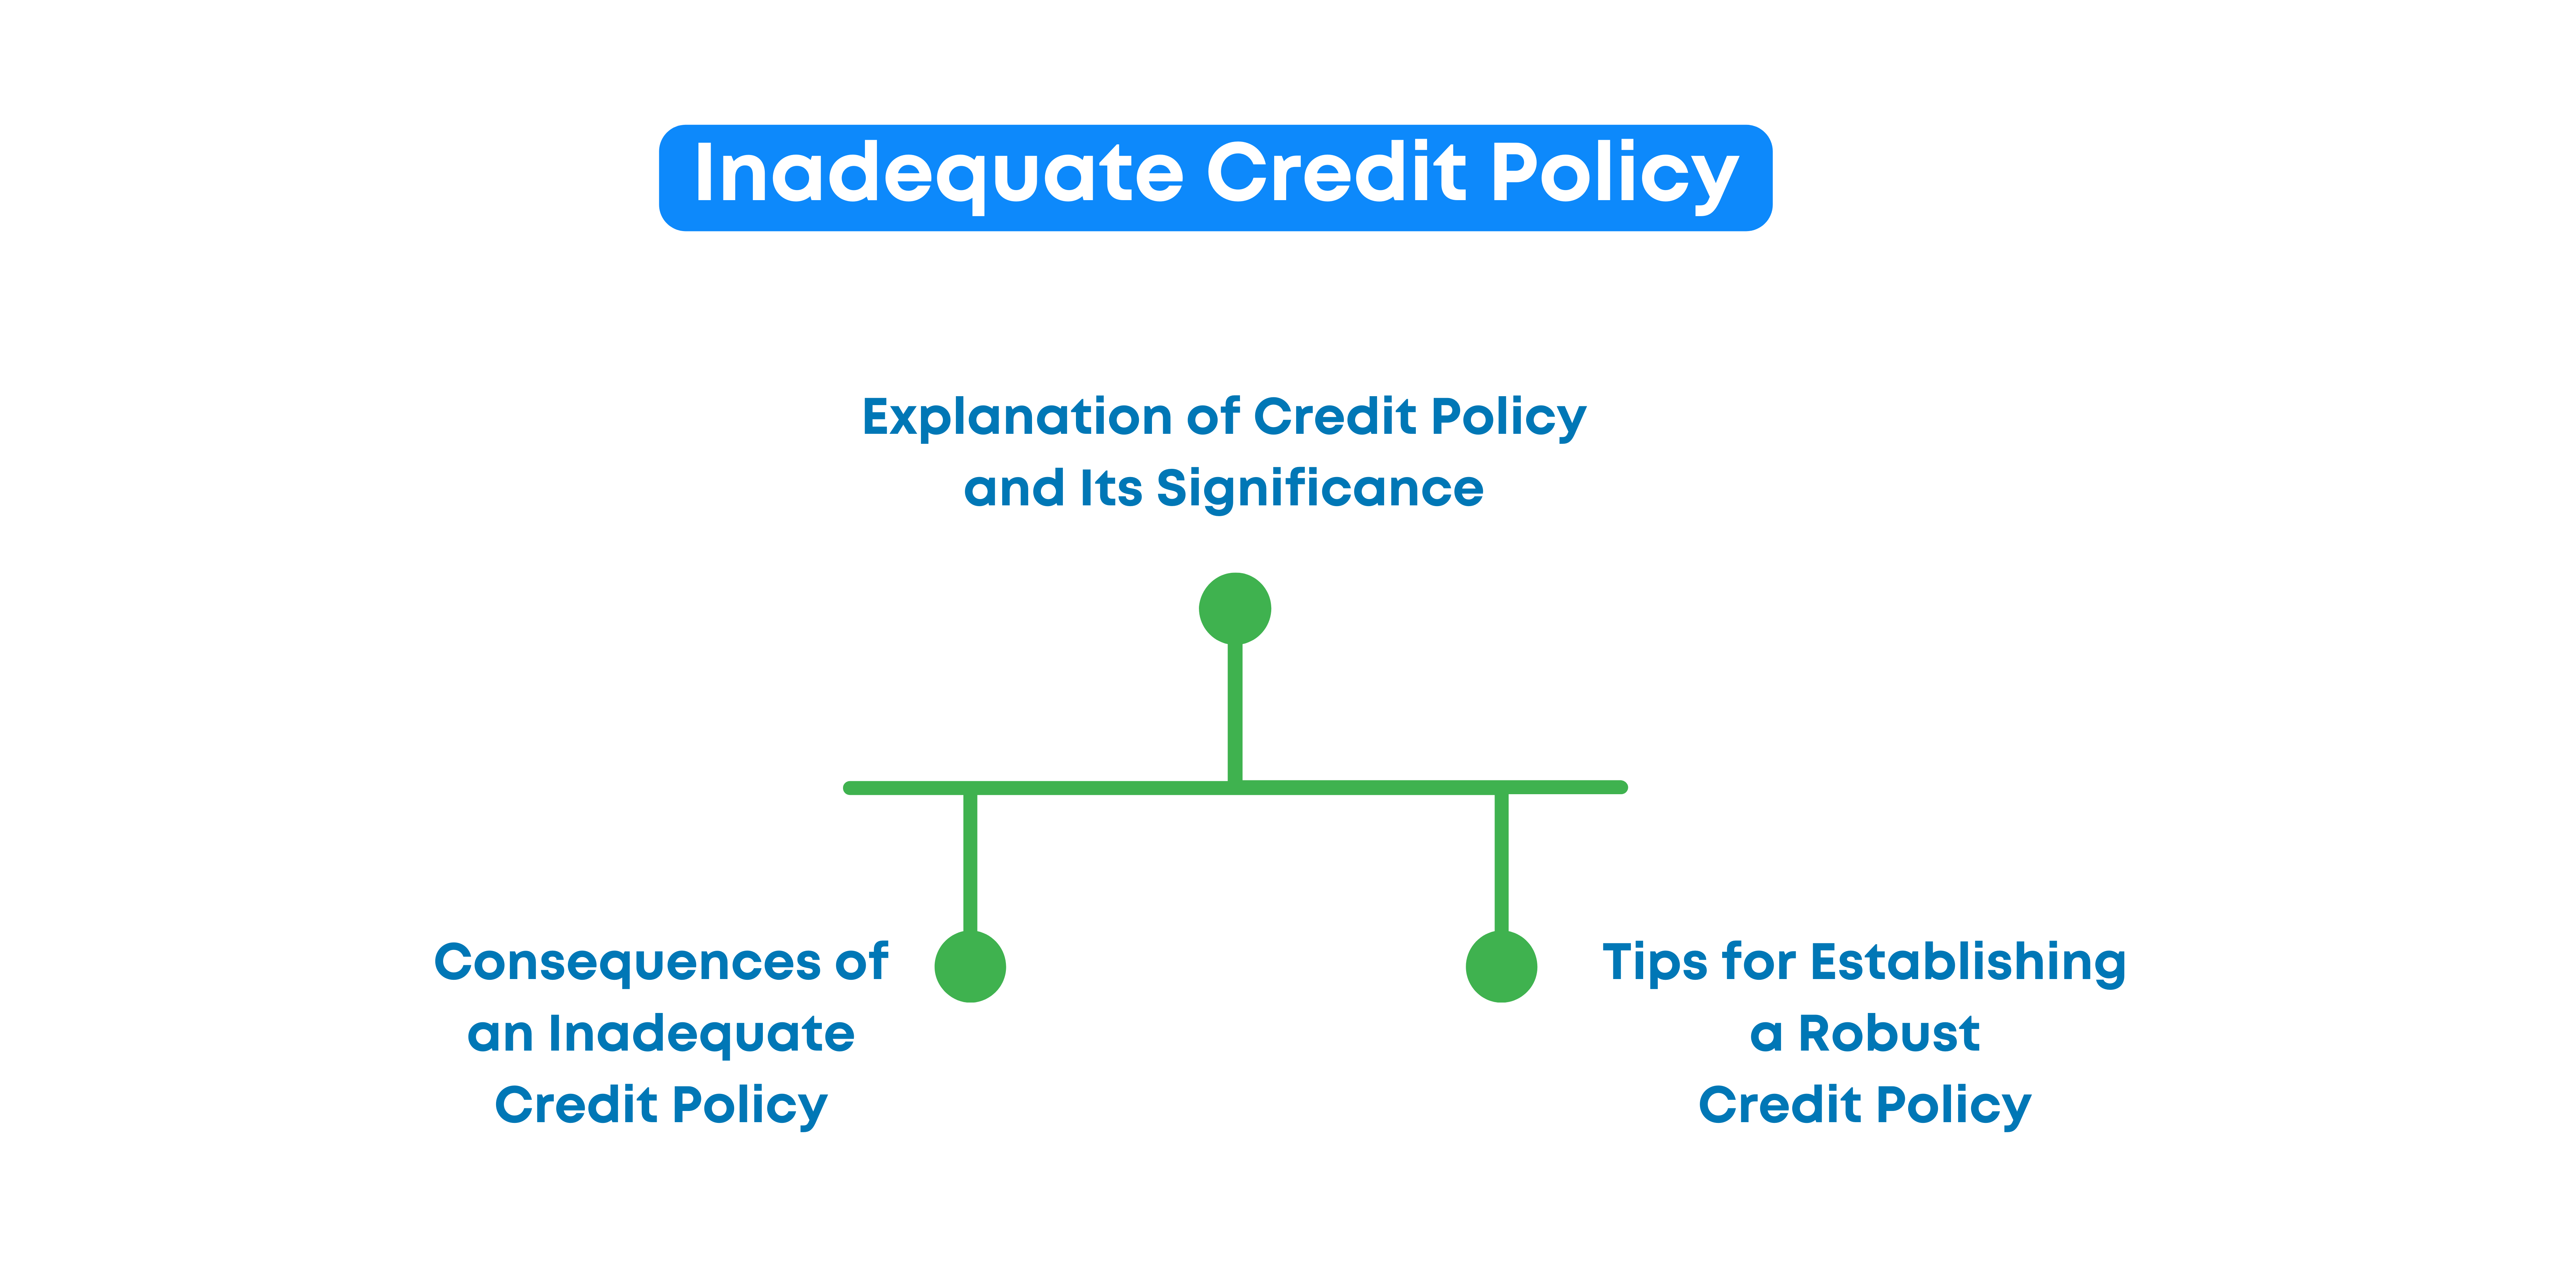 Inadequate Credit Policy
Explanation of Credit Policy
and Its Significance
Consequences of
an Inadequate
Credit Policy
Tips for Establishing
a Robust
Credit Policy